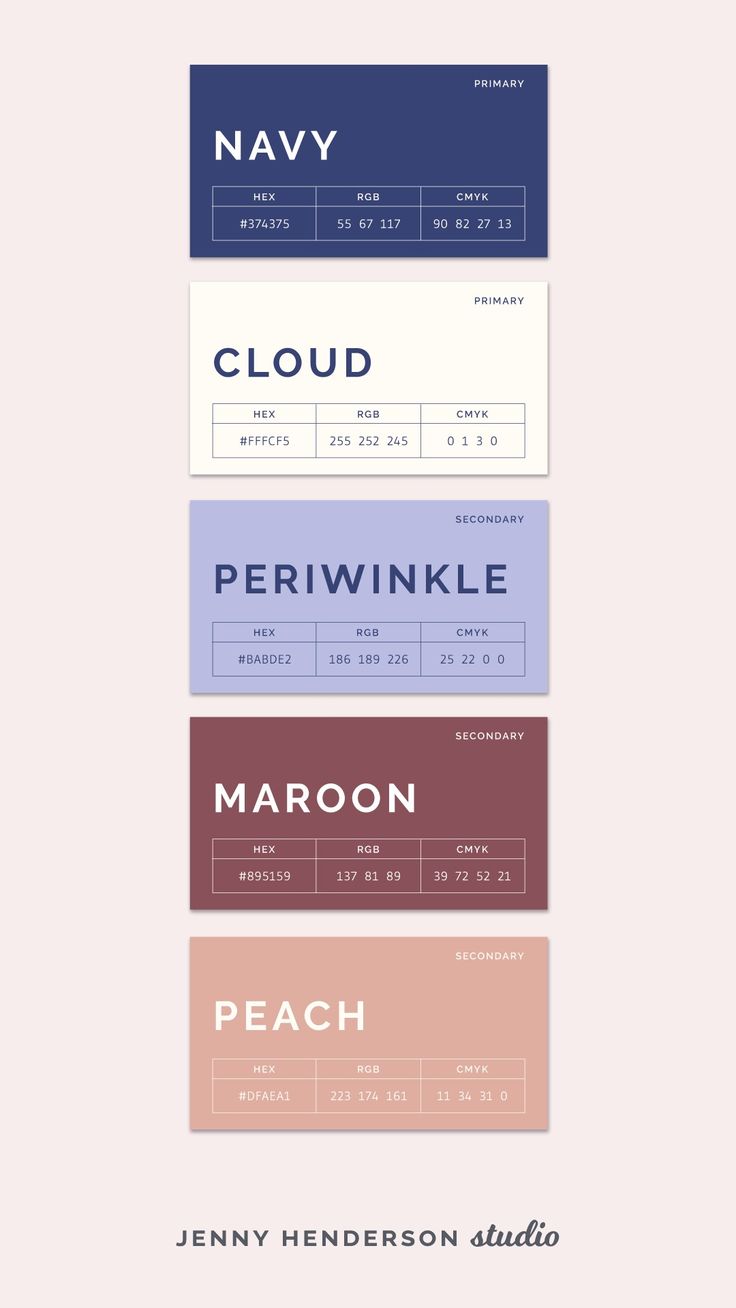 PRIMARY
NAVY
HEX RGB CMYK
#374375 55 67 117 90 82 27 13
PRIMARY
CLOUD
HEX RGB CMYK
#FFFCF5 255 252 245 0 1 3 0
SECONDARY
PERIWINKLE
HEX RGB CMYK
#BABDE2 186 189 226 25 22 0 0
SECONDARY
MAROON
HEX RGB CMYK
#895159 137 81 89 39 72 52 21
SECONDARY
PEACH
HEX RGB CMYK
#DFAEA1 223 174 161 11 34 31 0
JENNY HENDERSON studio